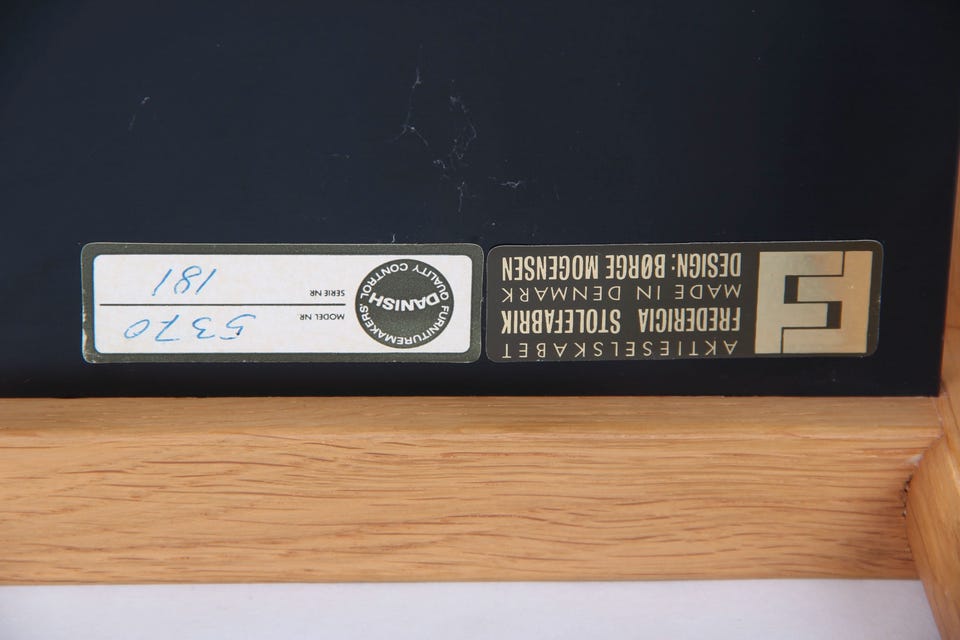 F
AKTIESELSKABET
FREDERICIA STOLEFABRIK
MADE IN DENMARK
DESIGN: BØRGE MOGENSEN
FURNITUREMAKERS'
DANISH
QUALITY CONTROL
MODEL NR. 5370
SERIE NR 181